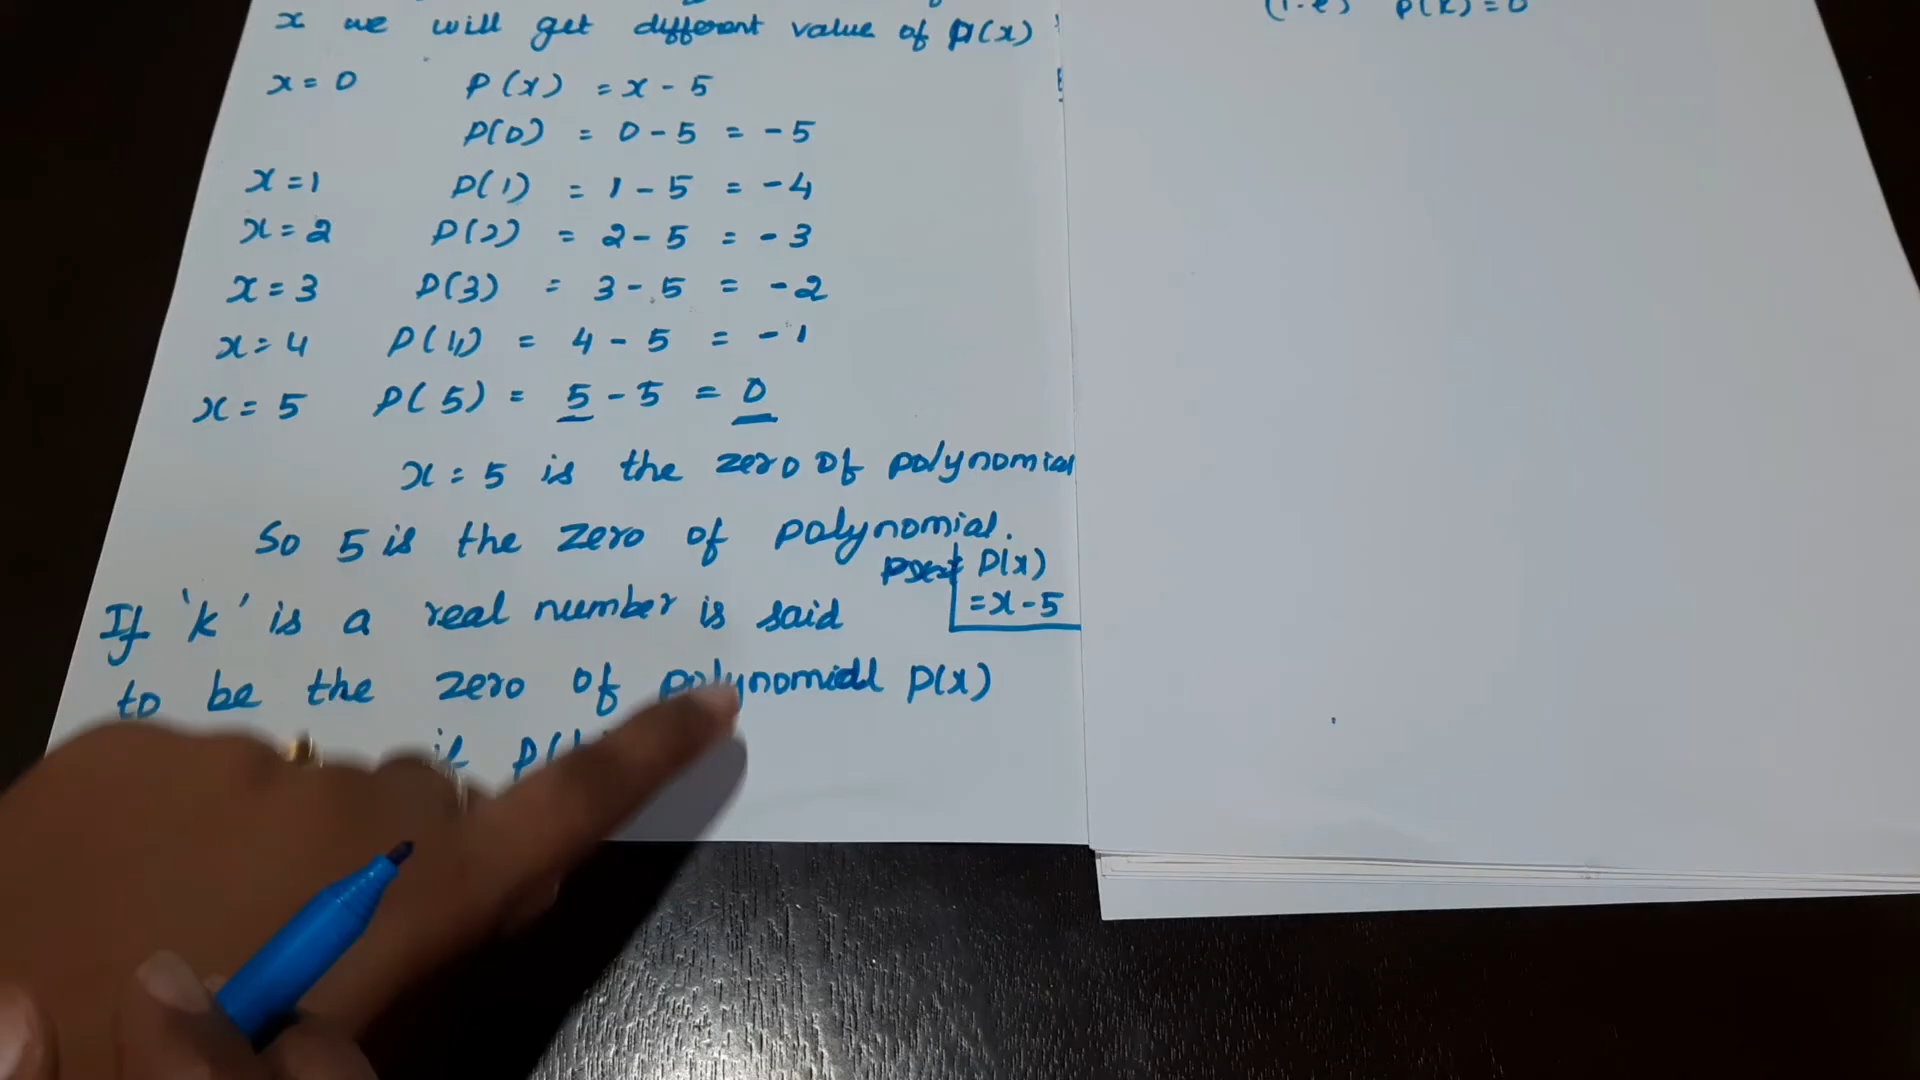 x we will get different value of p(x)
x = 0 P(x) = x - 5
P(0) = 0 - 5 = - 5
x = 1 P(1) = 1 - 5 = - 4
x = 2 P(2) = 2 - 5 = - 3
x = 3 P(3) = 3 - 5 = - 2
x = 4 P(4) = 4 - 5 = - 1
x = 5 P(5) = 5 - 5 = 0
x = 5 is the zero of polynomial
So 5 is the zero of polynomial.
P(x)
= x - 5
If 'k' is a real number is said
to be the zero of polynomial P(x)
if
(i.e) P(k) = 0